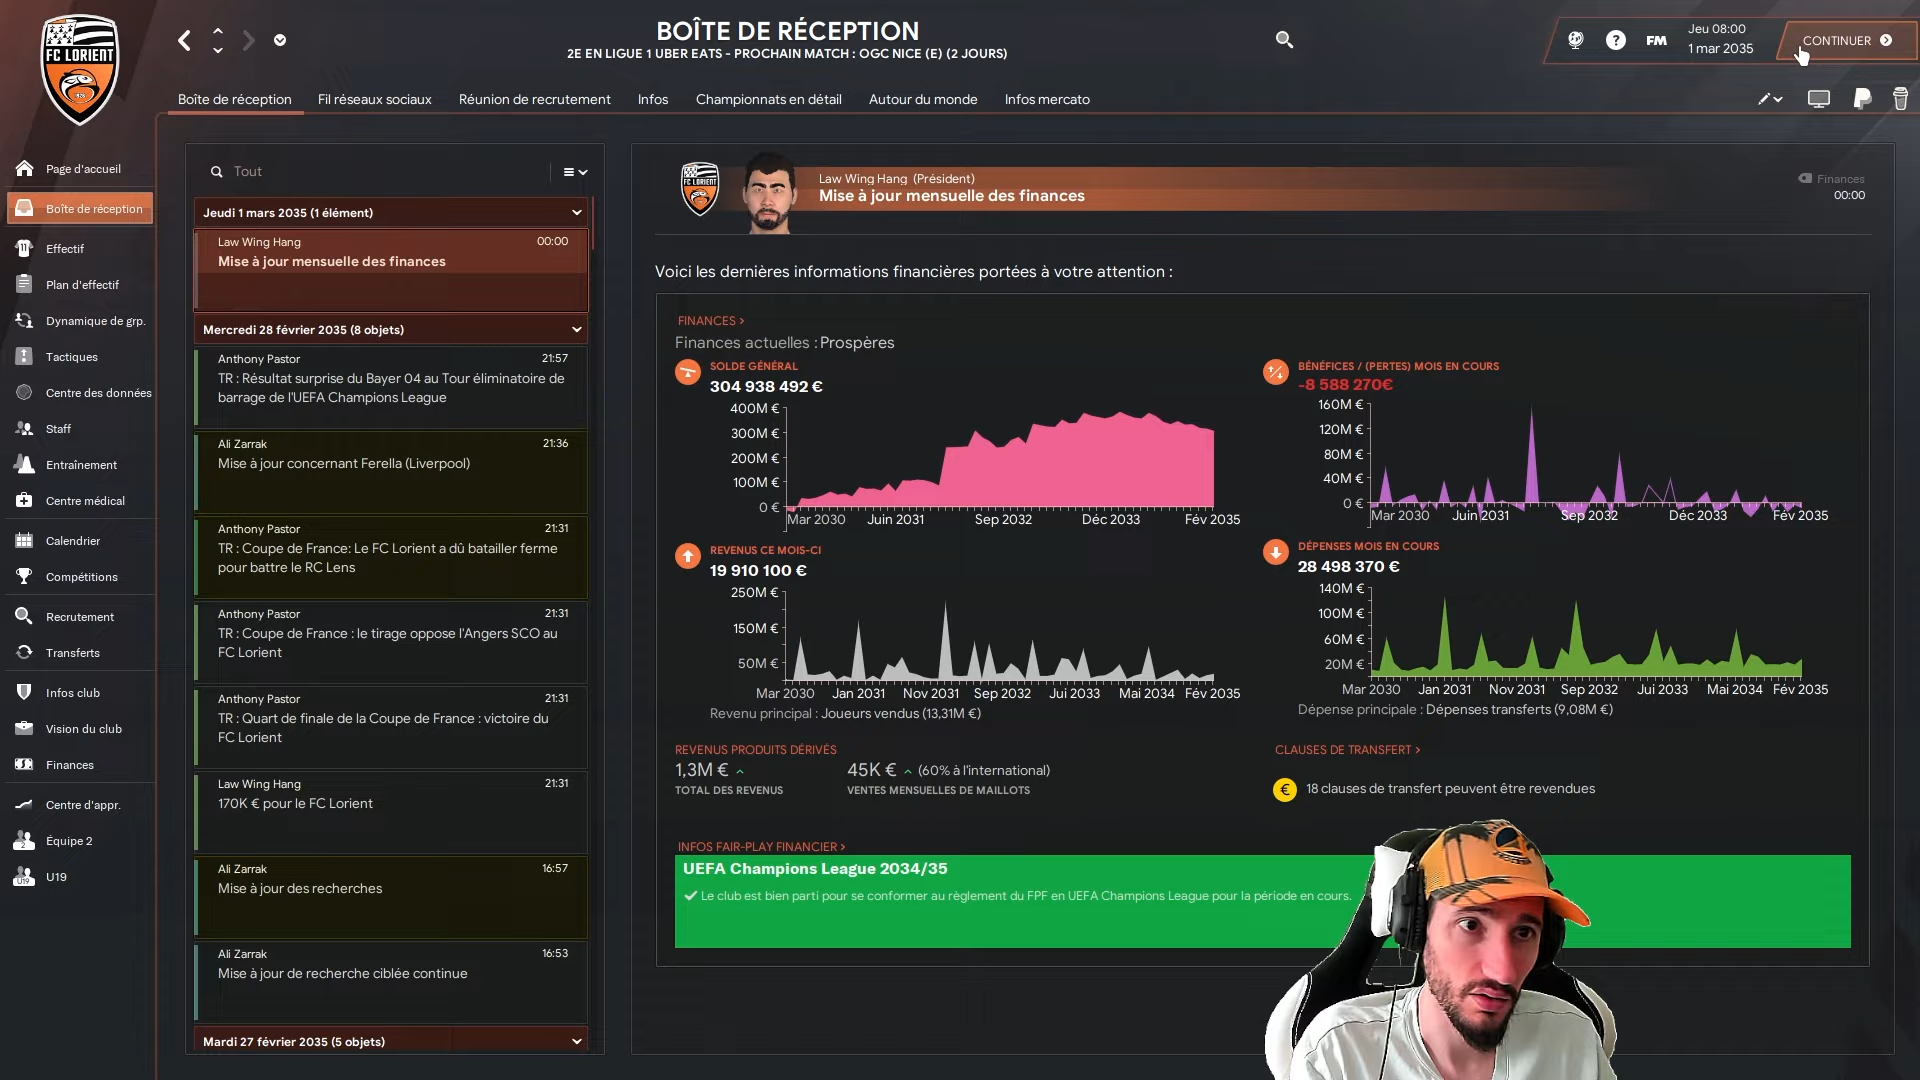 FC LORIENT
BOÎTE DE RÉCEPTION
2E EN LIGUE 1 UBER EATS - PROCHAIN MATCH : OGC NICE (E) (2 JOURS)
FM
Jeu 08:00
1 mar 2035
CONTINUER
Boîte de réception
Fil réseaux sociaux
Réunion de recrutement
Infos
Championnats en détail
Autour du monde
Infos mercato
Page d'accueil
Boîte de réception
Effectif
Plan d'effectif
Dynamique de grp.
Tactiques
Centre des données
Staff
Entraînement
Centre médical
Calendrier
Compétitions
Recrutement
Transferts
Infos club
Vision du club
Finances
Centre d'appr.
Équipe 2
U19
Tout
Jeudi 1 mars 2035 (1 élément)
Law Wing Hang 00:00
Mise à jour mensuelle des finances
Mercredi 28 février 2035 (8 objets)
Anthony Pastor 21:57
TR : Résultat surprise du Bayer 04 au Tour éliminatoire de
barrage de l'UEFA Champions League
Ali Zarrak 21:36
Mise à jour concernant Ferella (Liverpool)
Anthony Pastor 21:31
TR : Coupe de France: Le FC Lorient a dû batailler ferme
pour battre le RC Lens
Anthony Pastor 21:31
TR : Coupe de France : le tirage oppose l'Angers SCO au
FC Lorient
Anthony Pastor 21:31
TR : Quart de finale de la Coupe de France : victoire du
FC Lorient
Law Wing Hang 21:31
170K € pour le FC Lorient
Ali Zarrak 16:57
Mise à jour des recherches
Ali Zarrak 16:53
Mise à jour de recherche ciblée continue
Mardi 27 février 2035 (5 objets)
FC LORIENT
Law Wing Hang (Président)
Mise à jour mensuelle des finances
Finances
00:00
Voici les dernières informations financières portées à votre attention :
FINANCES >
Finances actuelles : Prospères
SOLDE GÉNÉRAL
304 938 492 €
400M €
300M €
200M €
100M €
0 €
Mar 2030 Juin 2031 Sep 2032 Déc 2033 Fév 2035
BÉNÉFICES / (PERTES) MOIS EN COURS
-8 588 270€
160M €
120M €
80M €
40M €
0 €
Mar 2030 Juin 2031 Sep 2032 Déc 2033 Fév 2035
REVENUS CE MOIS-CI
19 910 100 €
250M €
150M €
50M €
Mar 2030 Jan 2031 Nov 2031 Sep 2032 Jui 2033 Mai 2034 Fév 2035
Revenu principal : Joueurs vendus (13,31M €)
DÉPENSES MOIS EN COURS
28 498 370 €
140M €
100M €
60M €
20M €
Mar 2030 Jan 2031 Nov 2031 Sep 2032 Jui 2033 Mai 2034 Fév 2035
Dépense principale : Dépenses transferts (9,08M €)
REVENUS PRODUITS DÉRIVÉS
1,3M €
TOTAL DES REVENUS
45K € (60% à l'international)
VENTES MENSUELLES DE MAILLOTS
CLAUSES DE TRANSFERT >
€ 18 clauses de transfert peuvent être revendues
INFOS FAIR-PLAY FINANCIER >
UEFA Champions League 2034/35
Le club est bien parti pour se conformer au règlement du FPF en UEFA Champions League pour la période en cours.